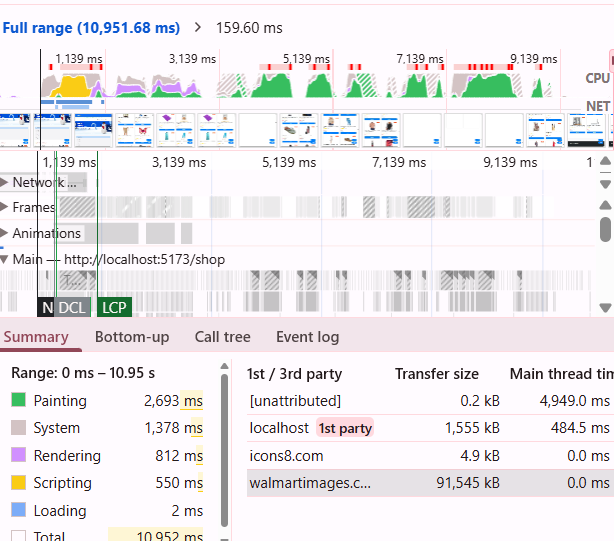 Full range (10,951.68 ms) > 159.60 ms
1,139 ms 3,139 ms 5,139 ms 7,139 ms 9,139 ms
CPU
NET
1,139 ms 3,139 ms 5,139 ms 7,139 ms 9,139 ms 1
Network ...
Frames
Animations
Main — http://localhost:5173/shop
T...
N DCL LCP
Summary Bottom-up Call tree Event log
Range: 0 ms – 10.95 s
Painting 2,693 ms
System 1,378 ms
Rendering 812 ms
Scripting 550 ms
Loading 2 ms
Total 10,952 ms
1st / 3rd party Transfer size Main thread tim
[unattributed] 0.2 kB 4,949.0 ms
localhost 1st party 1,555 kB 484.5 ms
icons8.com 4.9 kB 0.0 ms
walmartimages.c... 91,545 kB 0.0 ms